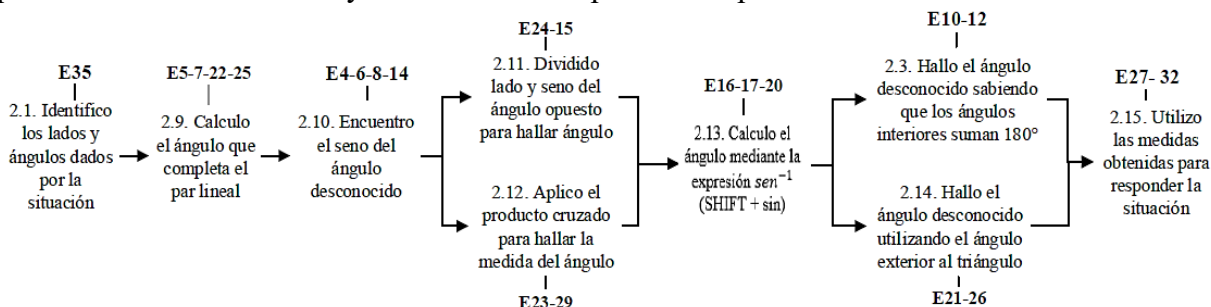 E35
2.1. Identifico
los lados y
ángulos dados
por la
situación
E5-7-22-25
2.9. Calculo
el ángulo que
completa el
par lineal
E4-6-8-14
2.10. Encuentro
el seno del
ángulo
desconocido
E24-15
2.11. Dividido
lado y seno del
ángulo opuesto
para hallar ángulo
2.12. Aplico el
producto cruzado
para hallar la
medida del ángulo
E23-29
E16-17-20
2.13. Calculo el
ángulo mediante la
expresión sen⁻¹
(SHIFT + sin)
E10-12
2.3. Hallo el ángulo
desconocido sabiendo
que los ángulos
interiores suman 180°
2.14. Hallo el
ángulo desconocido
utilizando el ángulo
exterior al triángulo
E21-26
E27- 32
2.15. Utilizo
las medidas
obtenidas para
responder la
situación